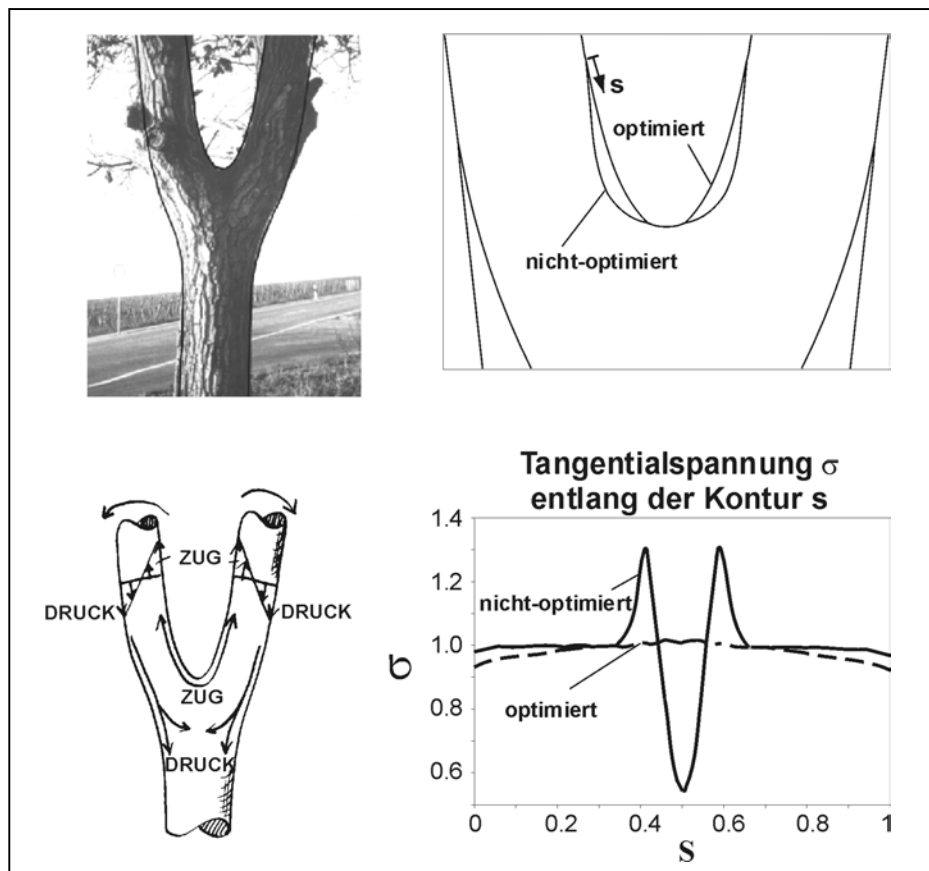 s
optimiert
nicht-optimiert
ZUG
DRUCK
DRUCK
ZUG
DRUCK
Tangentialspannung σ
entlang der Kontur s
1.4
1.2
1.0
0.8
0.6
σ
nicht-optimiert
optimiert
0
0.2
0.4
0.6
0.8
1
S